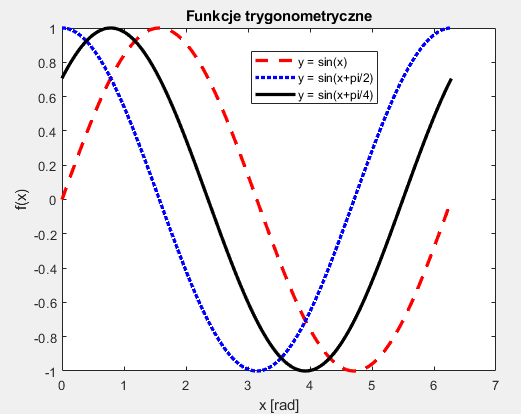 Funkcje trygonometryczne
y = sin(x)
y = sin(x+pi/2)
y = sin(x+pi/4)
1
0.8
0.6
0.4
0.2
0
-0.2
-0.4
-0.6
-0.8
-1
f(x)
0 1 2 3 4 5 6 7
x [rad]